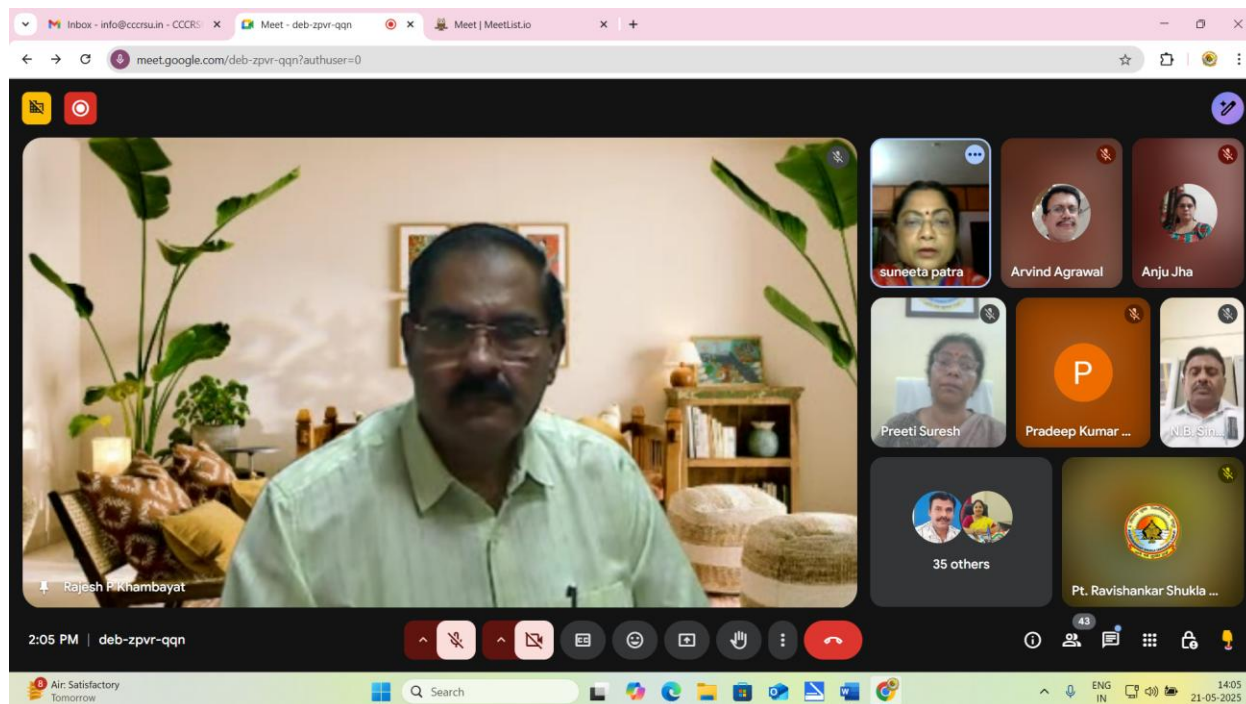 Inbox - info@cccrsu.in - CCCRS
Meet - deb-zpvr-qqn
Meet | MeetList.io
meet.google.com/deb-zpvr-qqn?authuser=0
suneeta patra
Arvind Agrawal
Anju Jha
Preeti Suresh
P
Pradeep Kumar ...
N.B. Sin...
35 others
Pt. Ravishankar Shukla ...
Rajesh P Khambayat
2:05 PM | deb-zpvr-qqn
43
8
Air: Satisfactory
Tomorrow
Search
ENG
IN
14:05
21-05-2025